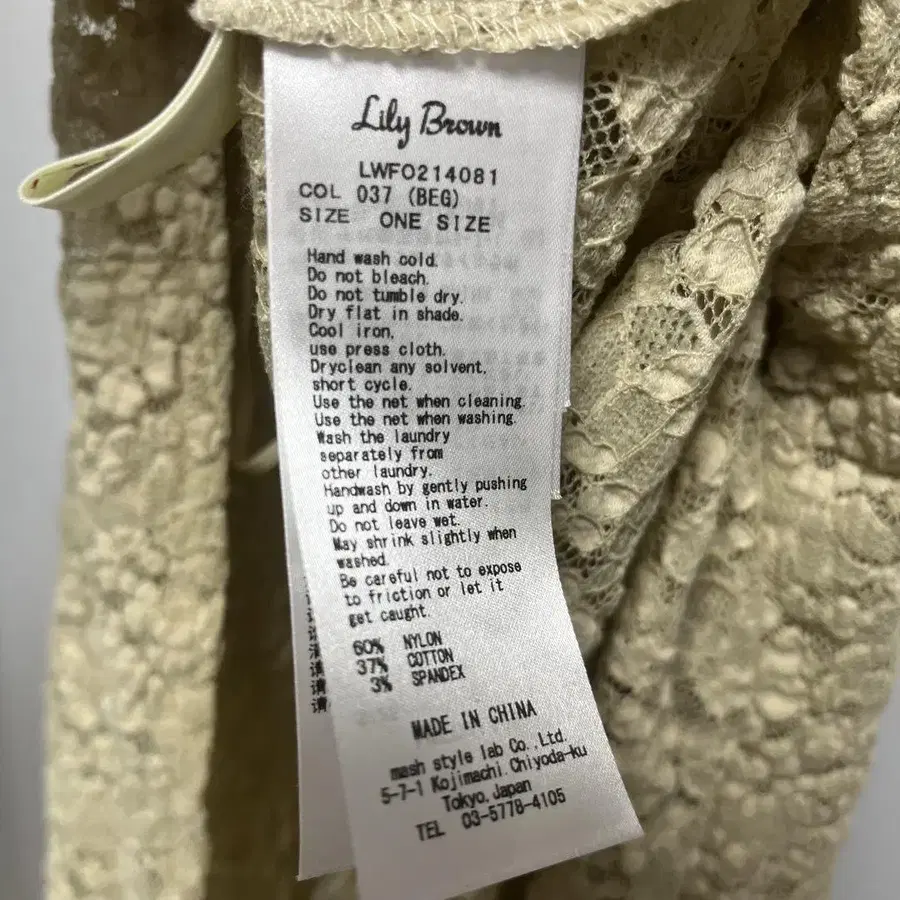 Lily Brown
LWFO214081
COL 037 (BEG)
SIZE ONE SIZE
Hand wash cold.
Do not bleach.
Do not tumble dry.
Dry flat in shade.
Cool iron,
use press cloth.
Dryclean any solvent,
short cycle.
Use the net when cleaning.
Use the net when washing.
Wash the laundry
separately from
other laundry.
Handwash by gently pushing
up and down in water.
Do not leave wet.
May shrink slightly when
washed.
Be careful not to expose
to friction or let it
get caught.
60% NYLON
37% COTTON
3% SPANDEX
MADE IN CHINA
mash style lab Co.,Ltd.
5-7-1 Kojimachi.Chiyoda-ku
Tokyo.Japan
TEL 03-5778-4105